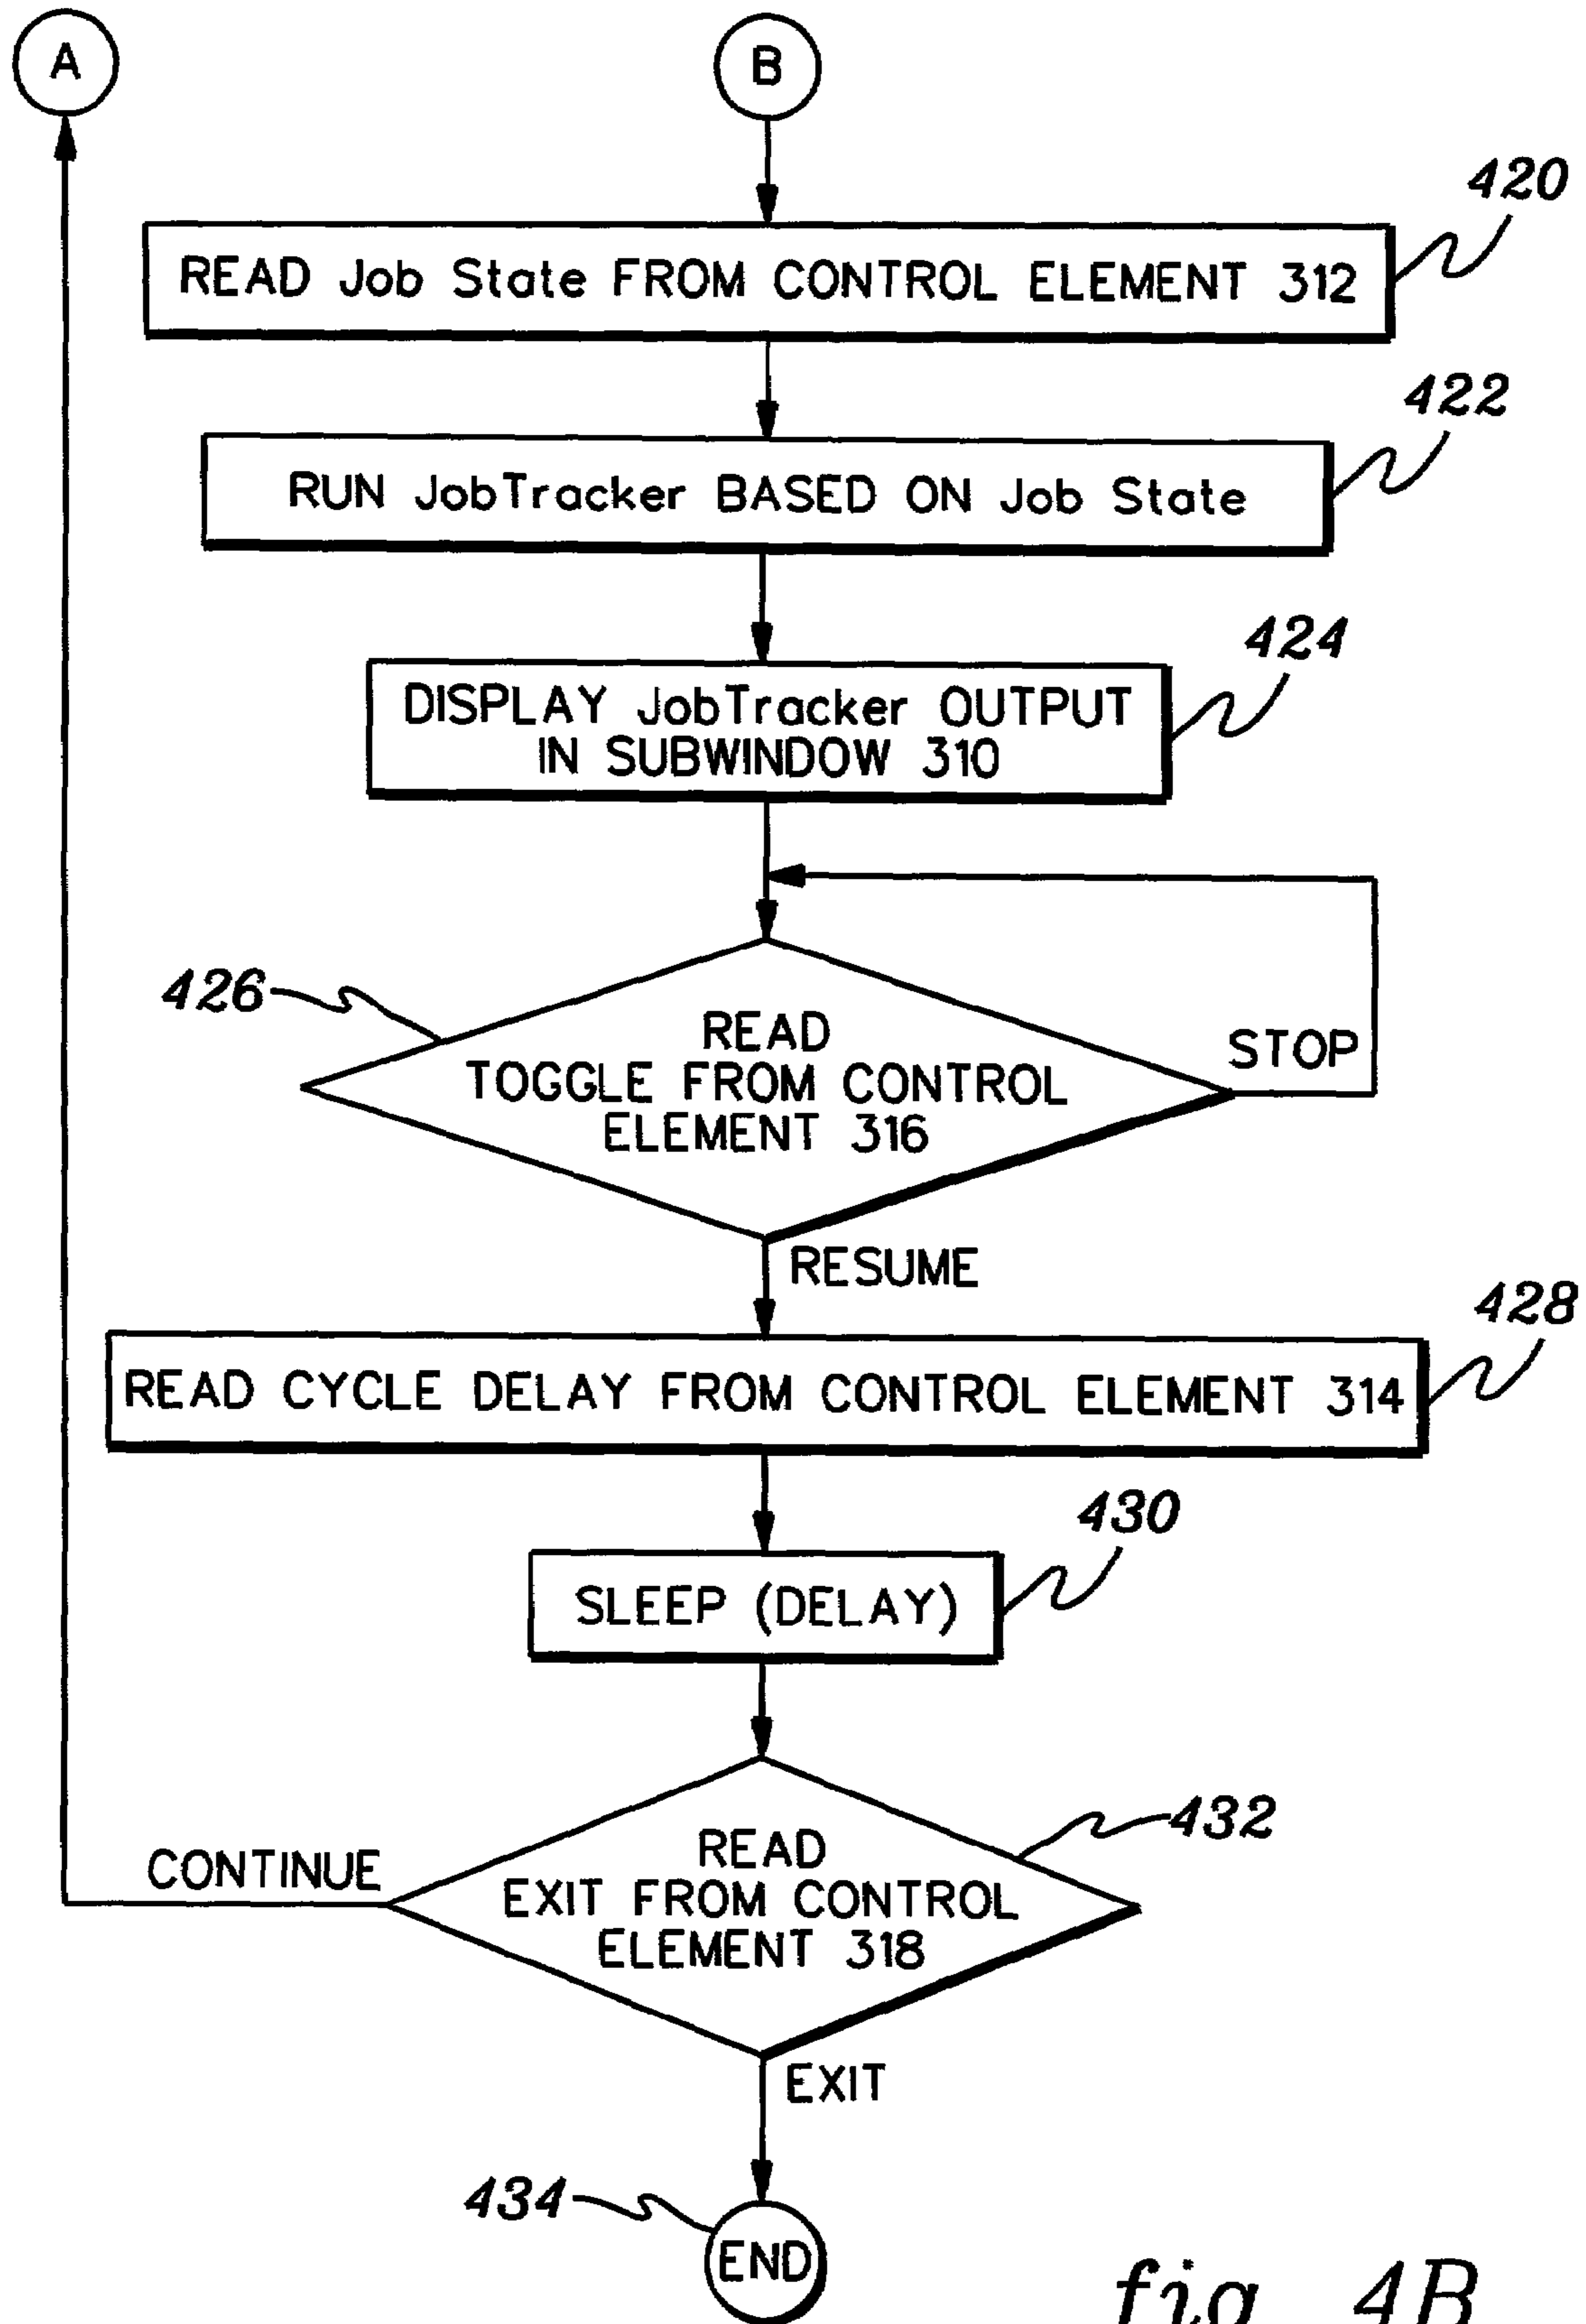 A
B
420
READ Job State FROM CONTROL ELEMENT 312
422
RUN JobTracker BASED ON Job State
424
DISPLAY JobTracker OUTPUT
IN SUBWINDOW 310
426
READ
TOGGLE FROM CONTROL
ELEMENT 316
STOP
RESUME
428
READ CYCLE DELAY FROM CONTROL ELEMENT 314
430
SLEEP (DELAY)
432
READ
EXIT FROM CONTROL
ELEMENT 318
CONTINUE
EXIT
434
END
fig. 4B